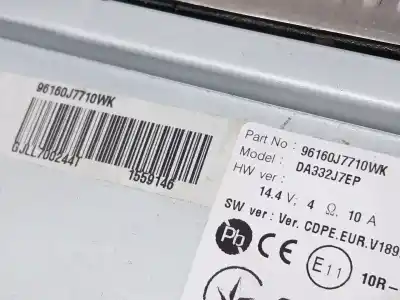 96160J7710WK
GJLL7002441
1559146
Part No : 96160J7710WK
Model : DA332J7EP
HW ver :
14.4 V; 4 Ω, 10 A
SW ver : Ver. CDPE.EUR.V189
Pb CE E11 10R-